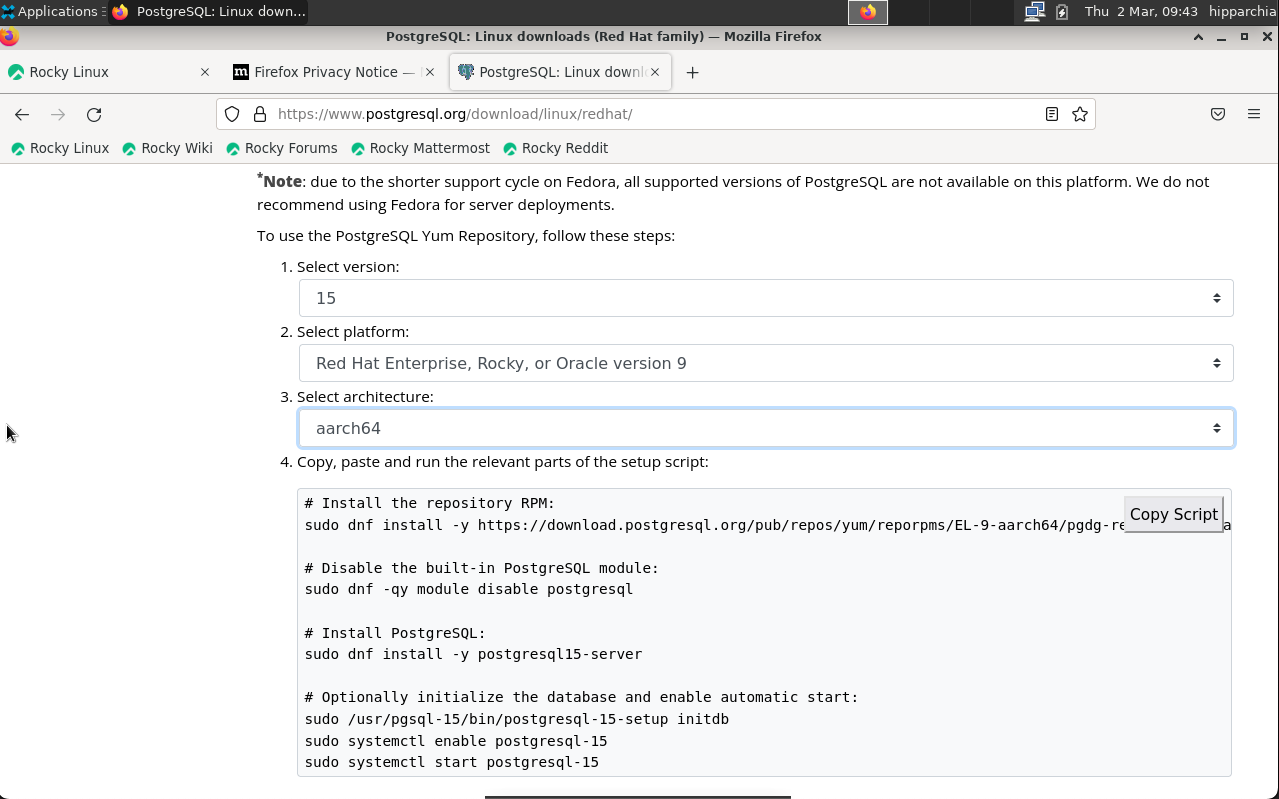 Applications
PostgreSQL: Linux down...
Thu 2 Mar, 09:43
hipparchia
PostgreSQL: Linux downloads (Red Hat family) — Mozilla Firefox
Rocky Linux
Firefox Privacy Notice —
PostgreSQL: Linux downl
https://www.postgresql.org/download/linux/redhat/
Rocky Linux
Rocky Wiki
Rocky Forums
Rocky Mattermost
Rocky Reddit
*Note: due to the shorter support cycle on Fedora, all supported versions of PostgreSQL are not available on this platform. We do not
recommend using Fedora for server deployments.
To use the PostgreSQL Yum Repository, follow these steps:
1. Select version:
15
2. Select platform:
Red Hat Enterprise, Rocky, or Oracle version 9
3. Select architecture:
aarch64
4. Copy, paste and run the relevant parts of the setup script:
# Install the repository RPM:
Copy Script
sudo dnf install -y https://download.postgresql.org/pub/repos/yum/reporpms/EL-9-aarch64/pgdg-re
# Disable the built-in PostgreSQL module:
sudo dnf -qy module disable postgresql
# Install PostgreSQL:
sudo dnf install -y postgresql15-server
# Optionally initialize the database and enable automatic start:
sudo /usr/pgsql-15/bin/postgresql-15-setup initdb
sudo systemctl enable postgresql-15
sudo systemctl start postgresql-15